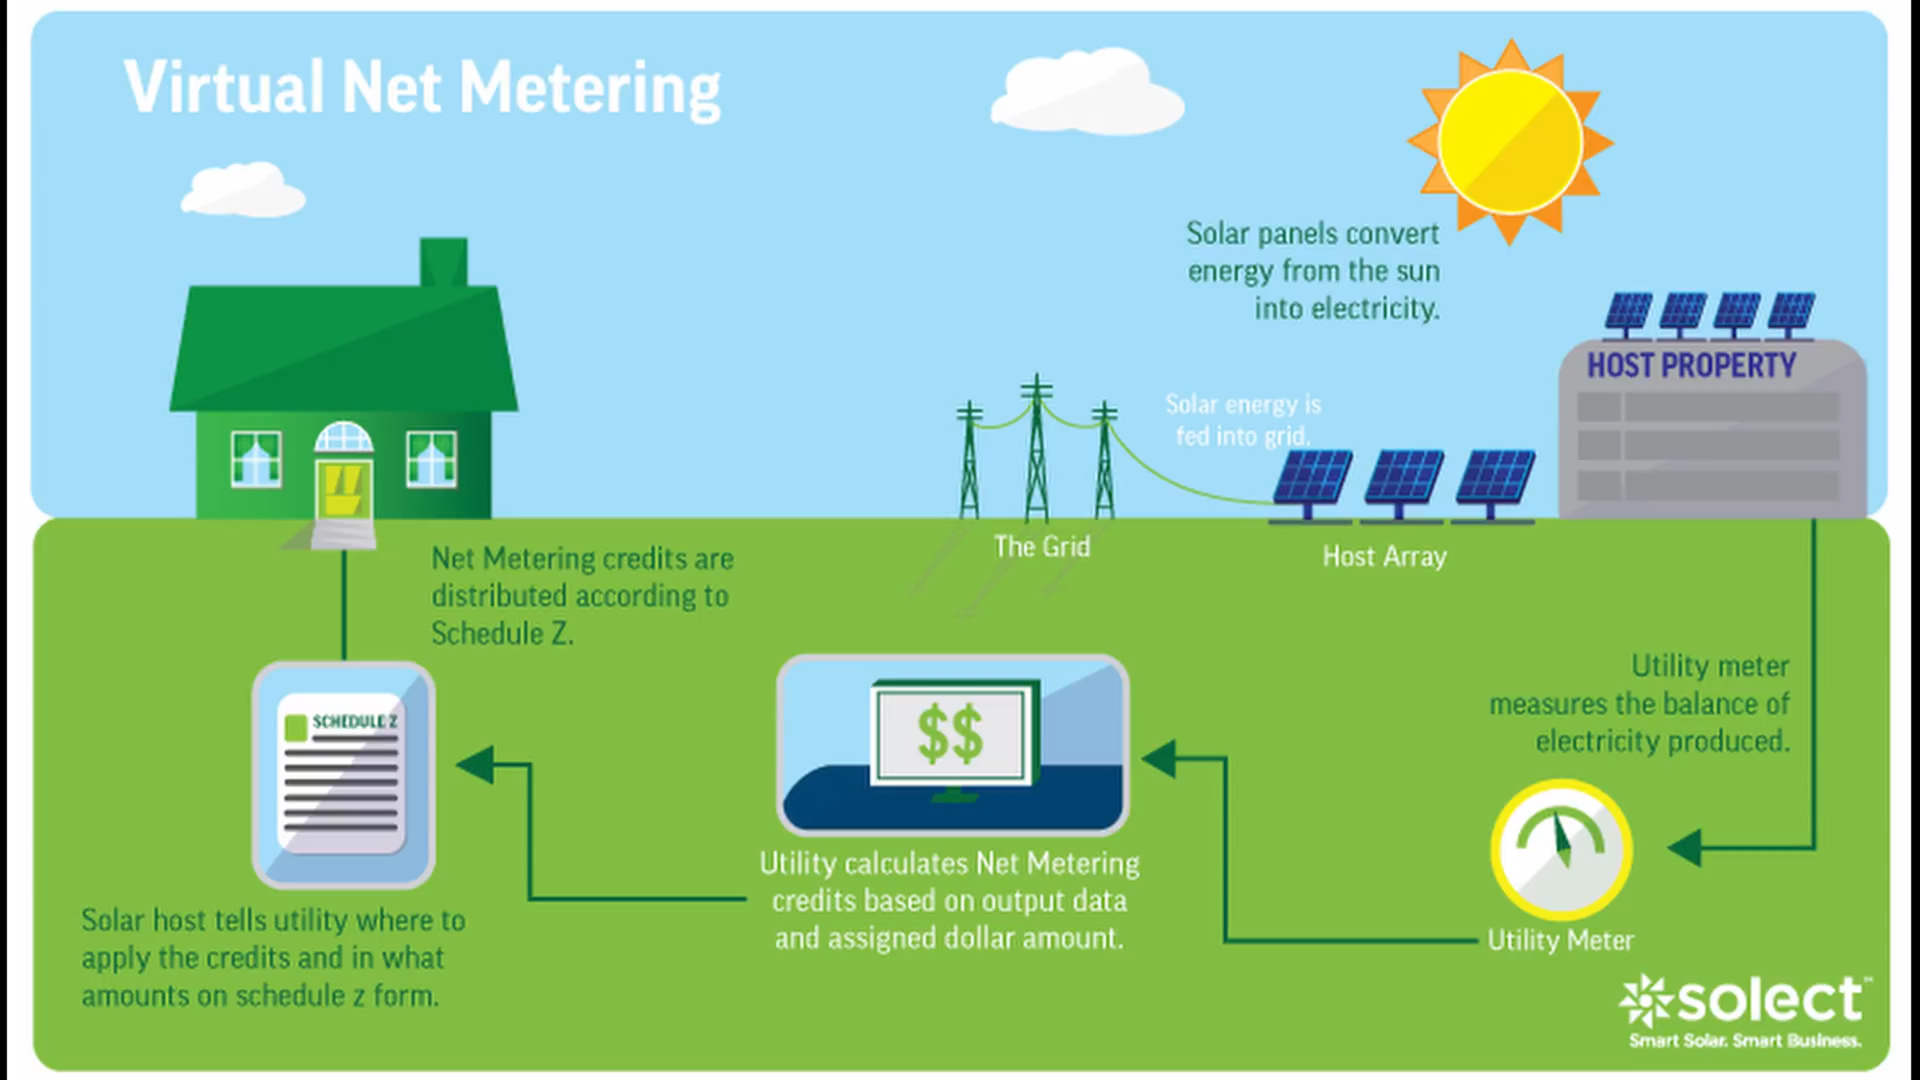 Virtual Net Metering
Solar panels convert
energy from the sun
into electricity.
HOST PROPERTY
Solar energy is
fed into grid.
The Grid
Host Array
Net Metering credits are
distributed according to
Schedule Z.
Utility meter
measures the balance of
electricity produced.
SCHEDULE Z
$$
Utility calculates Net Metering
credits based on output data
and assigned dollar amount.
Utility Meter
Solar host tells utility where to
apply the credits and in what
amounts on schedule z form.
solect™
Smart Solar. Smart Business.